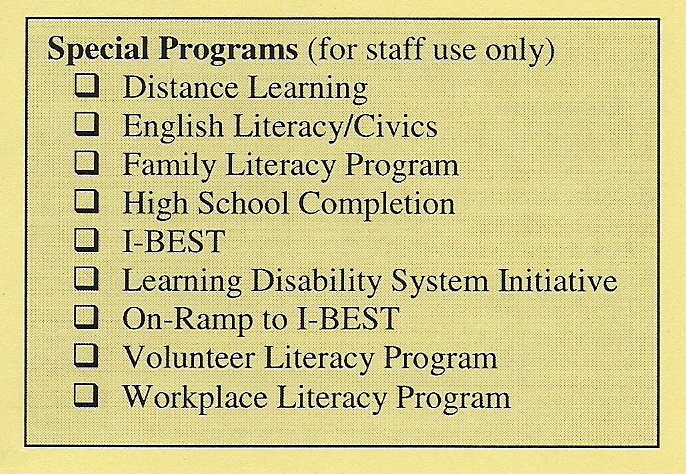 Special Programs (for staff use only)
❑ Distance Learning
❑ English Literacy/Civics
❑ Family Literacy Program
❑ High School Completion
❑ I-BEST
❑ Learning Disability System Initiative
❑ On-Ramp to I-BEST
❑ Volunteer Literacy Program
❑ Workplace Literacy Program